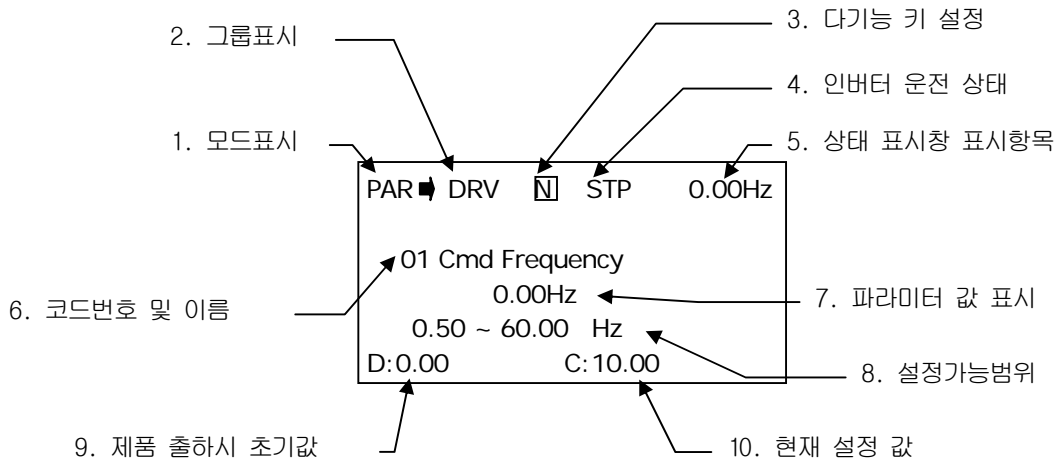 3. 다기능 키 설정
2. 그룹표시
4. 인버터 운전 상태
1. 모드표시
5. 상태 표시창 표시항목
PAR➡ DRV N STP 0.00Hz
01 Cmd Frequency
0.00Hz
6. 코드번호 및 이름
7. 파라미터 값 표시
0.50 ~ 60.00 Hz
D:0.00 C:10.00
8. 설정가능범위
9. 제품 출하시 초기값
10. 현재 설정 값